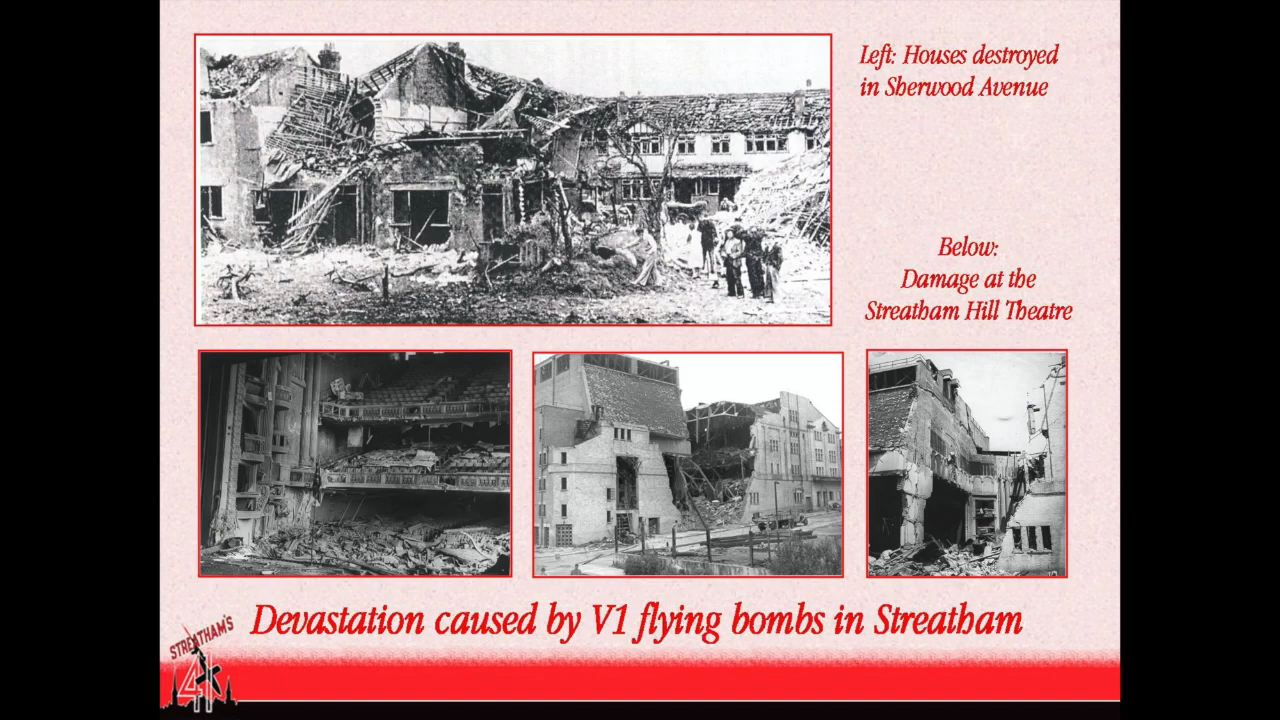 Left: Houses destroyed
in Sherwood Avenue
Below:
Damage at the
Streatham Hill Theatre
Devastation caused by V1 flying bombs in Streatham
STREATHAM'S
41